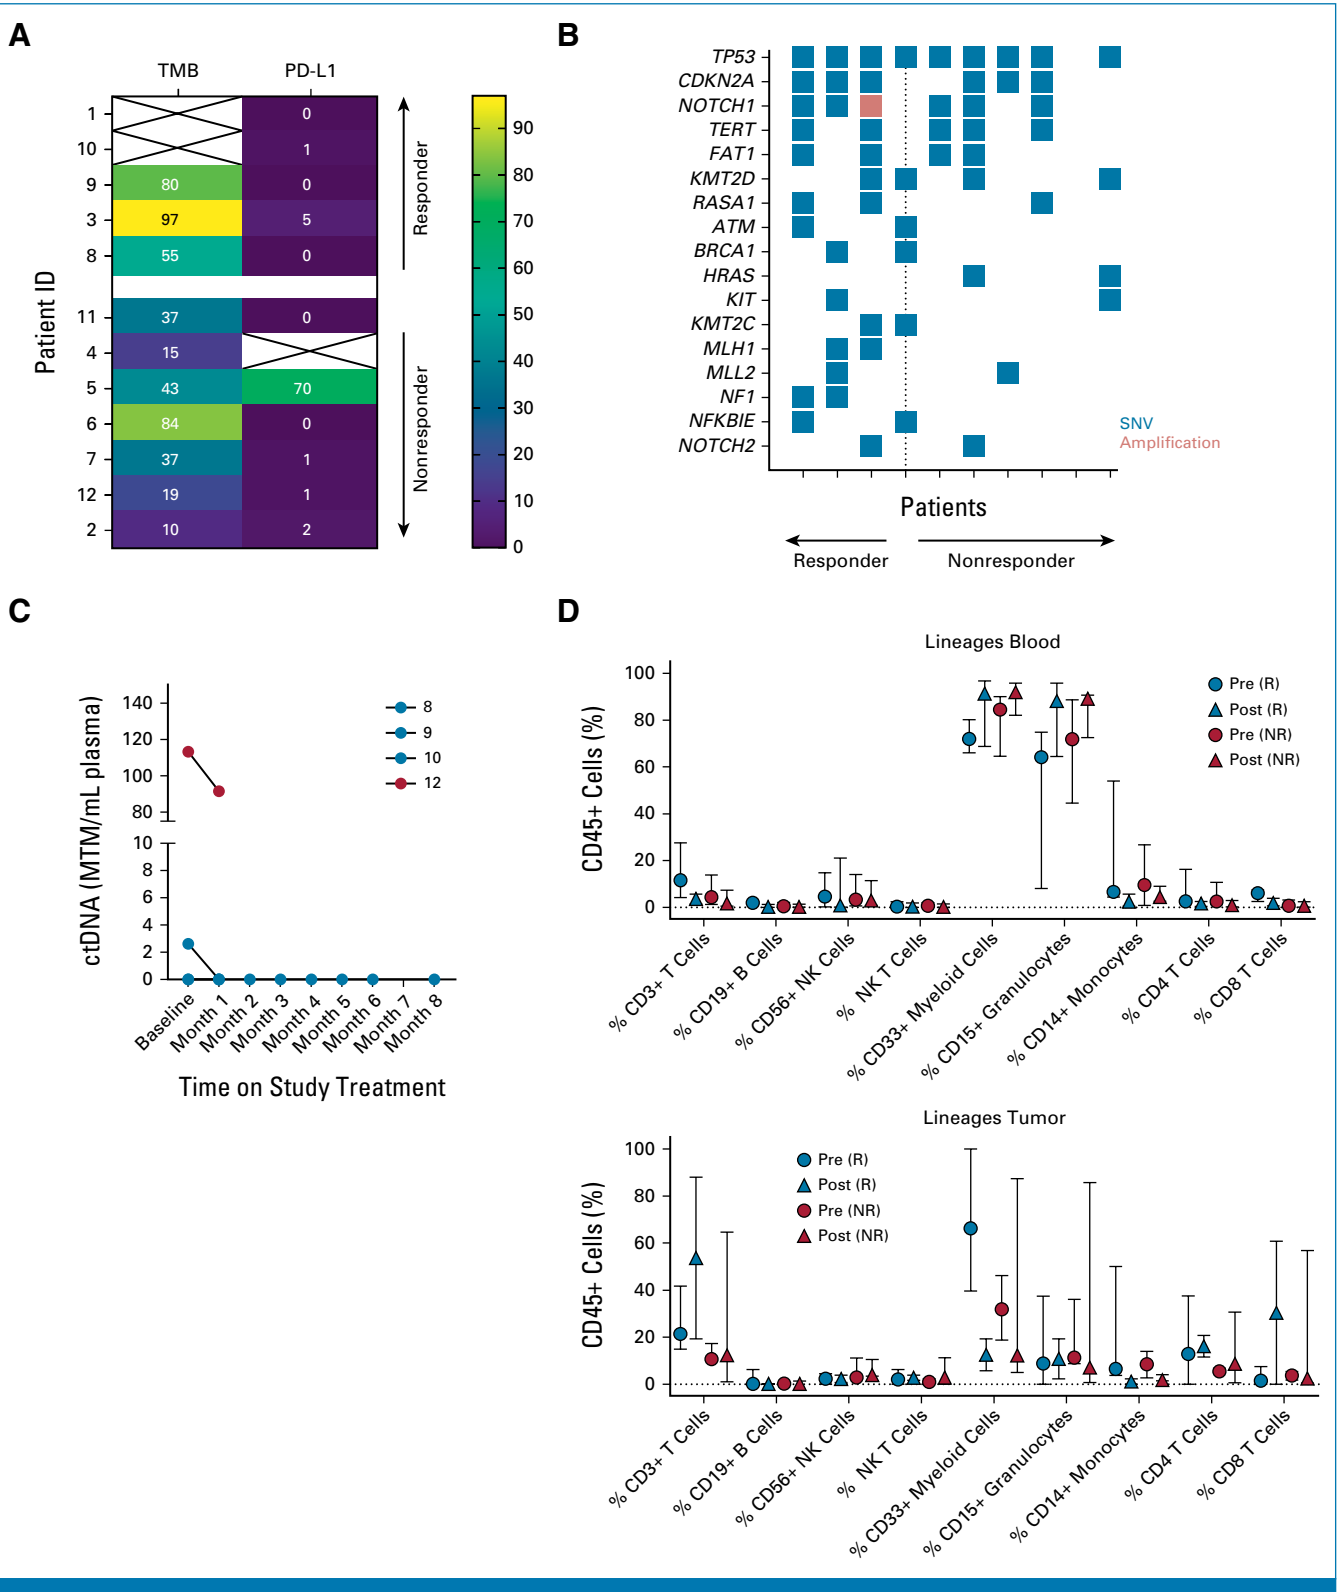 A
TMB PD-L1
Patient ID
1 0
10 1
9 80 0
3 97 5
8 55 0
11 37 0
4 15
5 43 70
6 84 0
7 37 1
12 19 1
2 10 2
Responder
Nonresponder
90
80
70
60
50
40
30
20
10
0
B
TP53
CDKN2A
NOTCH1
TERT
FAT1
KMT2D
RASA1
ATM
BRCA1
HRAS
KIT
KMT2C
MLH1
MLL2
NF1
NFKBIE
NOTCH2
SNV
Amplification
Patients
Responder Nonresponder
C
ctDNA (MTM/mL plasma)
140
120
100
80
10
8
6
4
2
0
8
9
10
12
Baseline
Month 1
Month 2
Month 3
Month 4
Month 5
Month 6
Month 7
Month 8
Time on Study Treatment
D
Lineages Blood
CD45+ Cells (%)
100
80
60
40
20
0
Pre (R)
Post (R)
Pre (NR)
Post (NR)
% CD3+ T Cells
% CD19+ B Cells
% CD56+ NK Cells
% NK T Cells
% CD33+ Myeloid Cells
% CD15+ Granulocytes
% CD14+ Monocytes
% CD4 T Cells
% CD8 T Cells
Lineages Tumor
CD45+ Cells (%)
100
80
60
40
20
0
Pre (R)
Post (R)
Pre (NR)
Post (NR)
% CD3+ T Cells
% CD19+ B Cells
% CD56+ NK Cells
% NK T Cells
% CD33+ Myeloid Cells
% CD15+ Granulocytes
% CD14+ Monocytes
% CD4 T Cells
% CD8 T Cells